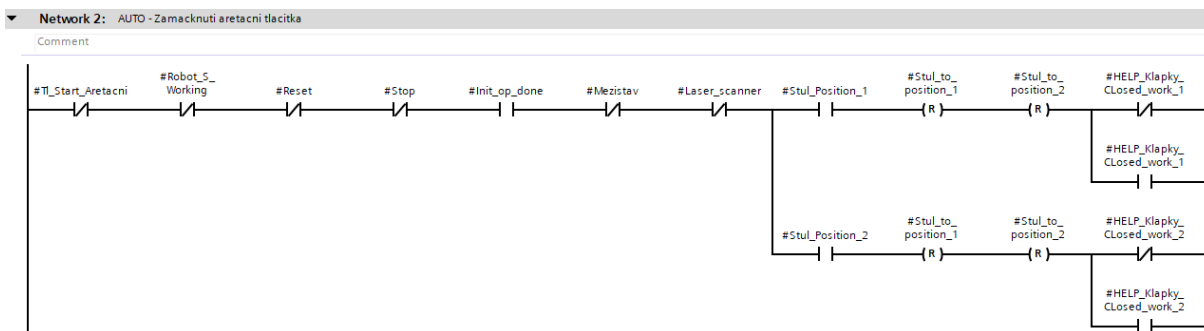 Network 2: AUTO - Zamacknuti aretacni tlacitka
Comment
#Tl_Start_Aretacni
#Robot_S_
Working
#Reset
#Stop
#Init_op_done
#Mezistav
#Laser_scanner
#Stul_Position_1
#Stul_to_
position_1
#Stul_to_
position_2
#HELP_Klapky_
CLosed_work_1
R
R
#HELP_Klapky_
CLosed_work_1
#Stul_Position_2
#Stul_to_
position_1
#Stul_to_
position_2
#HELP_Klapky_
CLosed_work_2
R
R
#HELP_Klapky_
CLosed_work_2